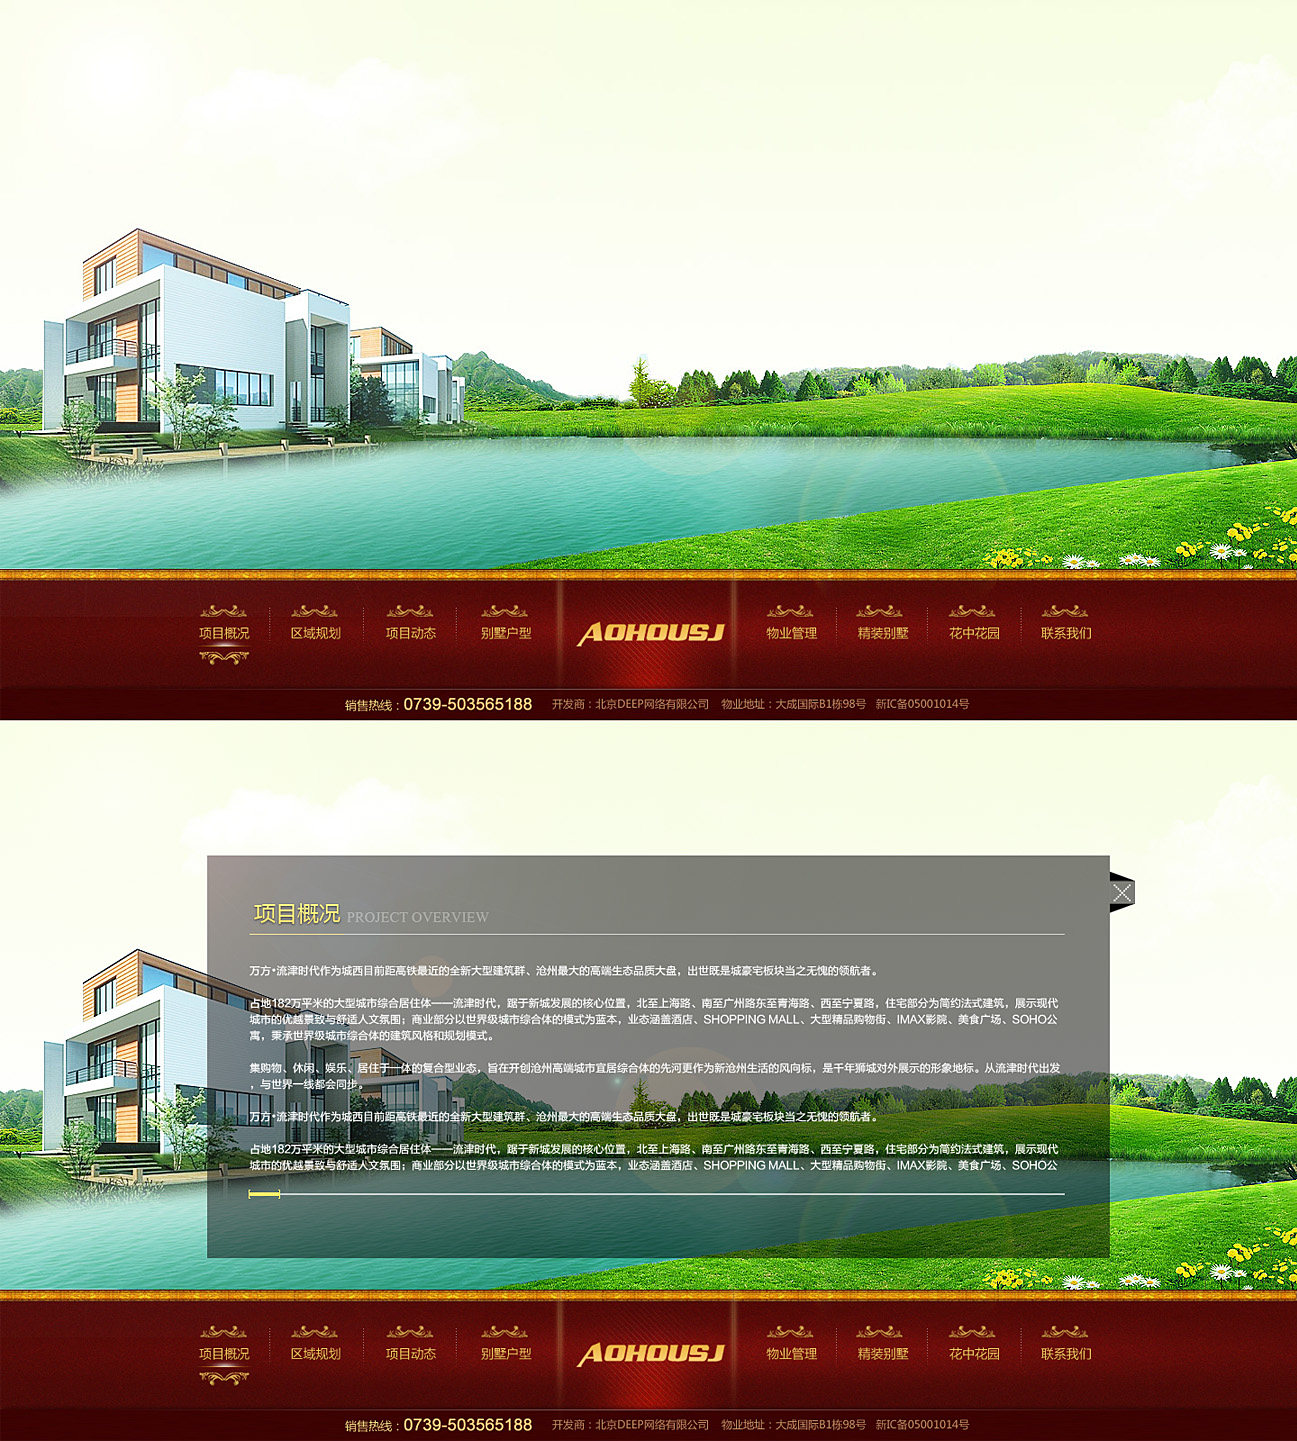 项目概况 区域规划 项目动态 别墅户型 AOHOUSJ 物业管理 精装别墅 花中花园 联系我们
销售热线：0739-503565188 开发商：北京DEEP网络有限公司 物业地址：大成国际B1栋98号 新IC备05001014号
项目概况 PROJECT OVERVIEW
万方•流津时代作为城西目前距高铁最近的全新大型建筑群、沧州最大的高端生态品质大盘，出世既是城豪宅板块当之无愧的领航者。
占地182万平米的大型城市综合居住体——流津时代，踞于新城发展的核心位置，北至上海路、南至广州路东至青海路、西至宁夏路，住宅部分为简约法式建筑，展示现代
城市的优越景致与舒适人文氛围；商业部分以世界级城市综合体的模式为蓝本，业态涵盖酒店、SHOPPING MALL、大型精品购物街、IMAX影院、美食广场、SOHO公
寓，秉承世界级城市综合体的建筑风格和规划模式。
集购物、休闲、娱乐、居住于一体的复合型业态，旨在开创沧州高端城市宜居综合体的先河更作为新沧州生活的风向标，是千年狮城对外展示的形象地标。从流津时代出发
，与世界一线都会同步。
万方•流津时代作为城西目前距高铁最近的全新大型建筑群、沧州最大的高端生态品质大盘，出世既是城豪宅板块当之无愧的领航者。
占地182万平米的大型城市综合居住体——流津时代，踞于新城发展的核心位置，北至上海路、南至广州路东至青海路、西至宁夏路，住宅部分为简约法式建筑，展示现代
城市的优越景致与舒适人文氛围；商业部分以世界级城市综合体的模式为蓝本，业态涵盖酒店、SHOPPING MALL、大型精品购物街、IMAX影院、美食广场、SOHO公
项目概况 区域规划 项目动态 别墅户型 AOHOUSJ 物业管理 精装别墅 花中花园 联系我们
销售热线：0739-503565188 开发商：北京DEEP网络有限公司 物业地址：大成国际B1栋98号 新IC备05001014号